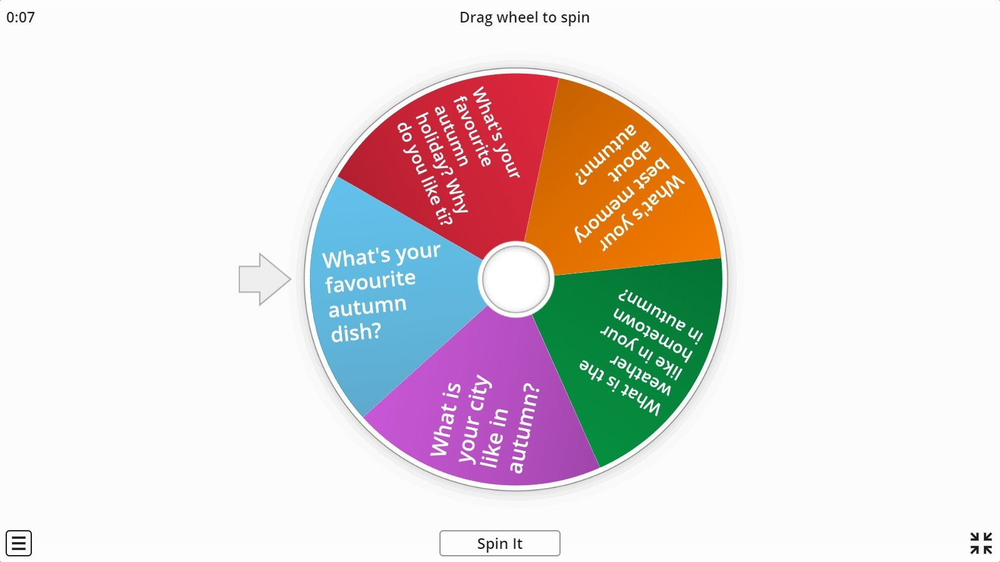 0:07
Drag wheel to spin
What's your
favourite
autumn
holiday? Why
do you like ti?
What's your
best memory
about
autumn?
What's your
favourite
autumn
dish?
What is the
weather
like in your
hometown
in autumn?
What is
your city
like in
autumn?
Spin It